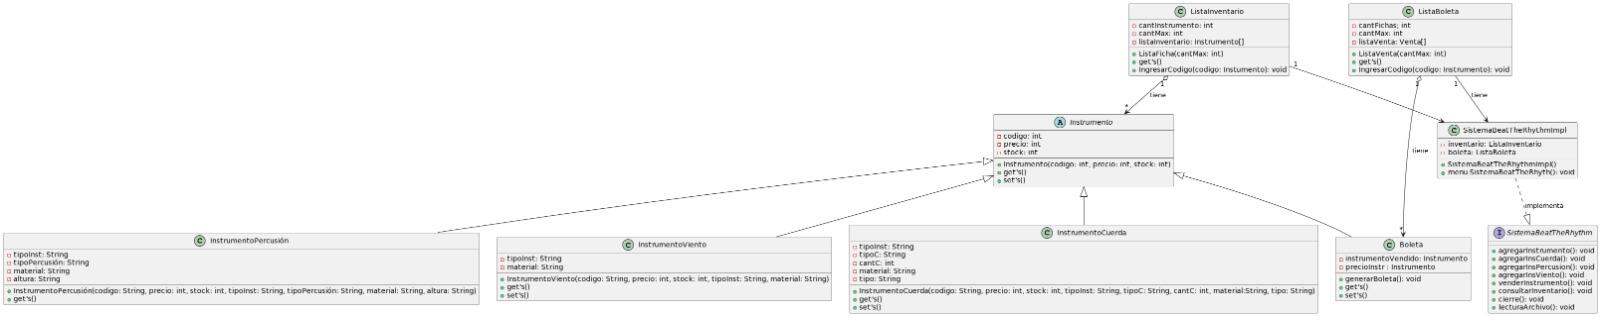 C ListaInventario
cantInstrumento: int
cantMax: int
listaInventario: Instrumento[]
ListaFicha(cantMax: int)
get's()
IngresarCodigo(codigo: Instumento): void
C ListaBoleta
cantFichas; int
cantMax: int
listaVenta: Venta[]
ListaVenta(cantMax: int)
get's()
IngresarCodigo(codigo: Instrumento): void
1
1
1
1
tiene
tiene
*
A Instrumento
codigo: int
precio: int
stock: int
Instrumento(codigo: int, precio: int, stock: int)
get's()
set's()
C SistemaBeatTheRhythmImpl
inventario: ListaInventario
boleta: ListaBoleta
SistemaBeatTheRhythmImpl()
menuSistemaBeatTheRhyth(): void
tiene
implementa
*
C InstrumentoPercusión
tipoInst: String
tipoPercusión: String
material: String
altura: String
InstrumentoPercusión(codigo: String, precio: int, stock: int, tipoInst: String, tipoPercusión: String, material: String, altura: String)
get's()
C InstrumentoViento
tipoInst: String
material: String
InstrumentoViento(codigo: String, precio: int, stock: int, tipoInst: String, material: String)
get's()
set's()
C InstrumentoCuerda
tipoInst: String
tipoC: String
cantC: int
material: String
tipo: String
InstrumentoCuerda(codigo: String, precio: int, stock: int, tipoInst: String, tipoC: String, cantC: int, material:String, tipo: String)
get's()
set's()
C Boleta
instrumentoVendido: Instrumento
precioInstr : Instrumento
generarBoleta(): void
get's()
set's()
I SistemaBeatTheRhythm
agregarInstrumento(): void
agregarInsCuerda(): void
agregarInsPercusion(): void
agregarInsViento(): void
venderInstrumento(): void
consultarInventario(): void
cierre(): void
lecturaArchivo(): void